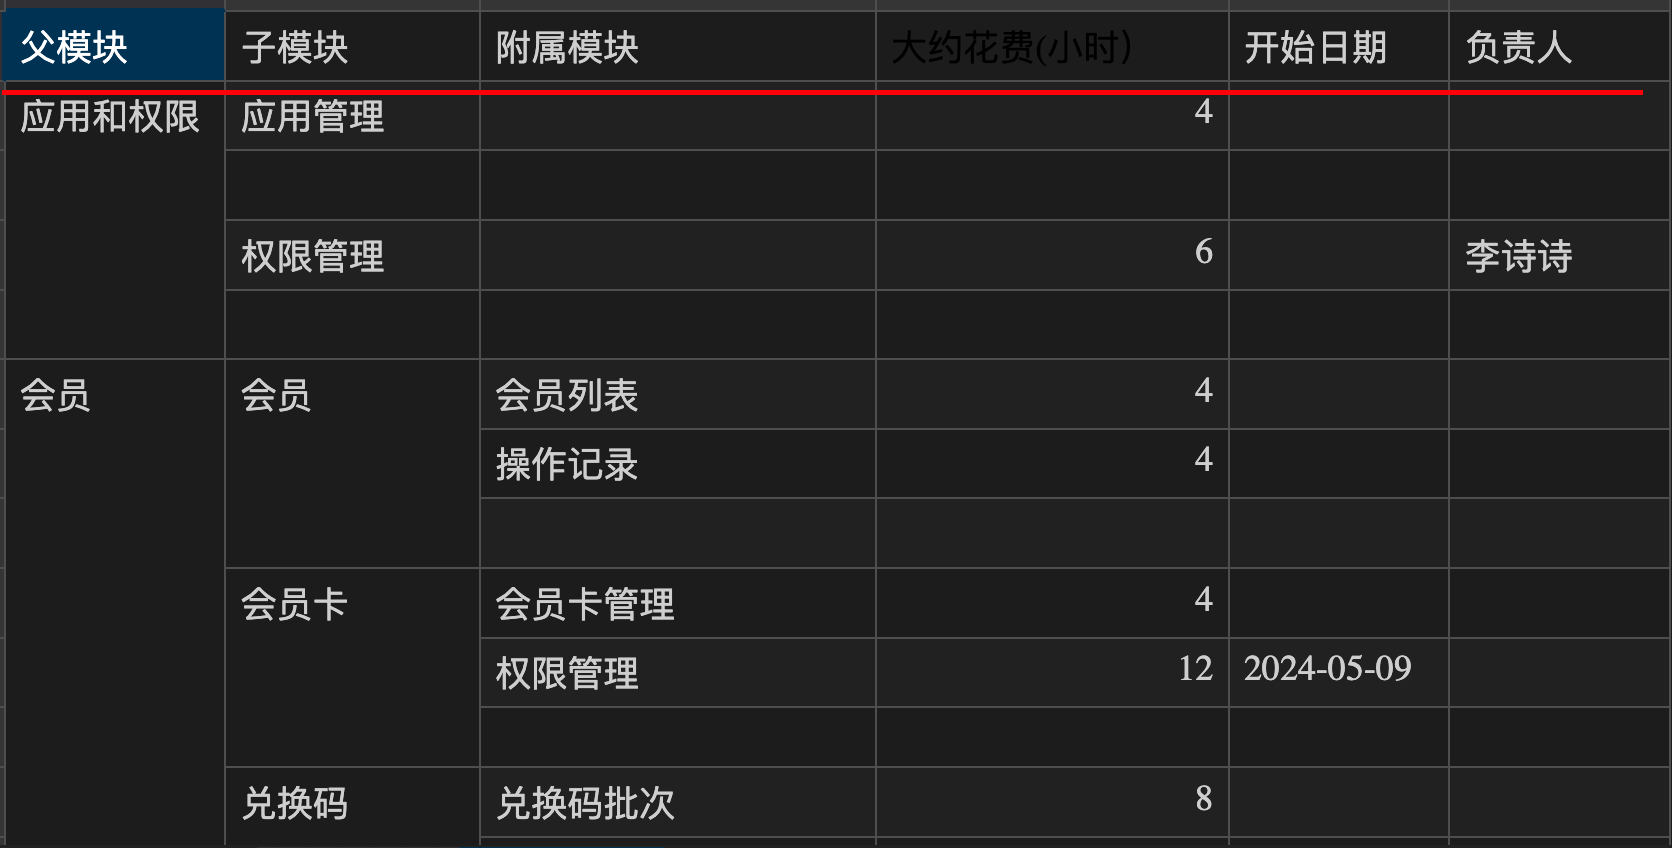 父模块 子模块 附属模块 大约花费(小时) 开始日期 负责人
应用和权限 应用管理 4
权限管理 6 李诗诗
会员 会员 会员列表 4
操作记录 4
会员卡 会员卡管理 4
权限管理 12 2024-05-09
兑换码 兑换码批次 8